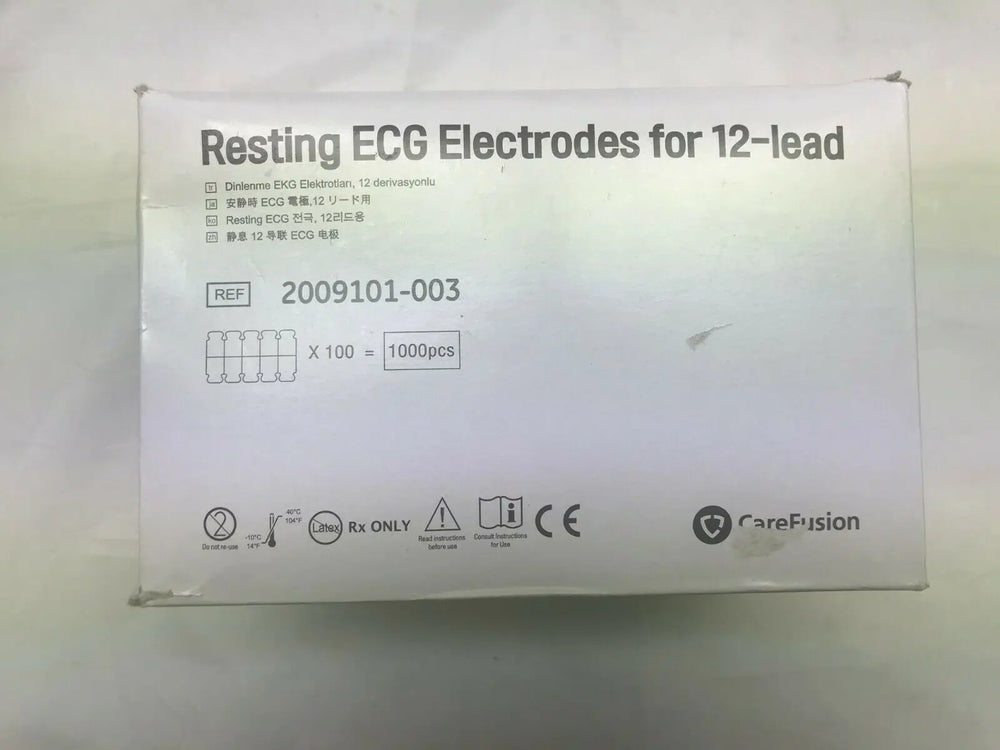 Resting ECG Electrodes for 12-lead
tr Dinlenme EKG Elektrotları, 12 derivasyonlu
ja 安静時 ECG 電極,12 リード用
ko Resting ECG 전극, 12리드용
zh 静息 12 导联 ECG 电极
REF 2009101-003
X 100 = 1000pcs
2
Do not re-use
-10°C
14°F
40°C
104°F
Latex
Rx ONLY
Read instructions
before use
Consult Instructions
for Use
CE
CareFusion